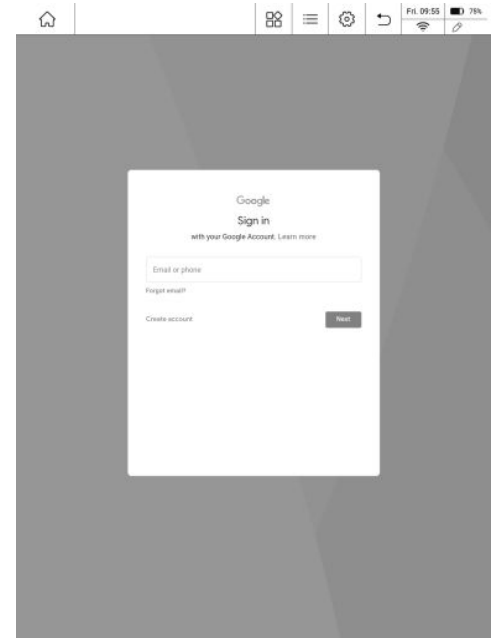 Fri. 09:55
78%
Google
Sign in
with your Google Account. Learn more
Email or phone
Forgot email?
Create account
Next